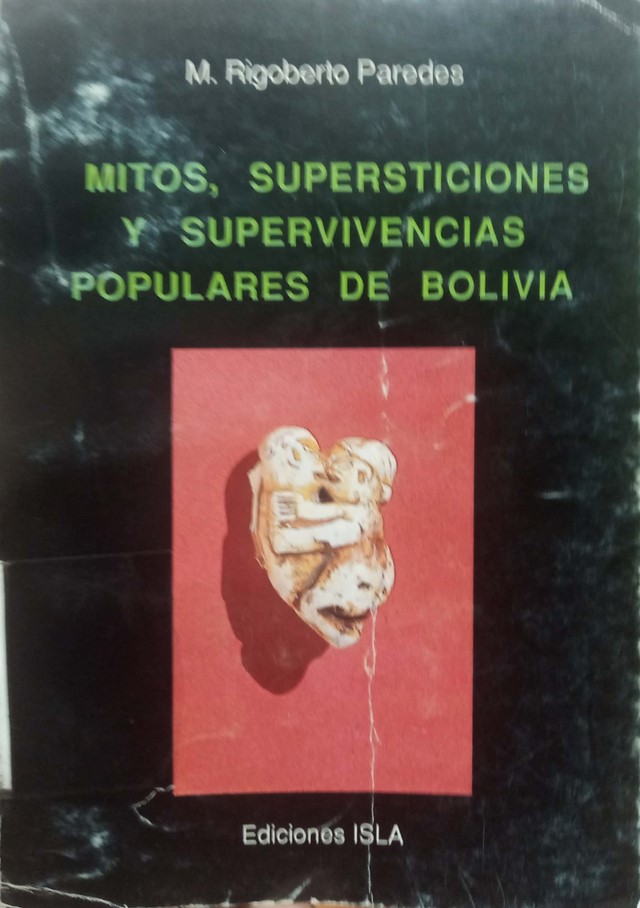 M. Rigoberto Paredes
MITOS, SUPERSTICIONES
Y SUPERVIVENCIAS
POPULARES DE BOLIVIA
Ediciones ISLA